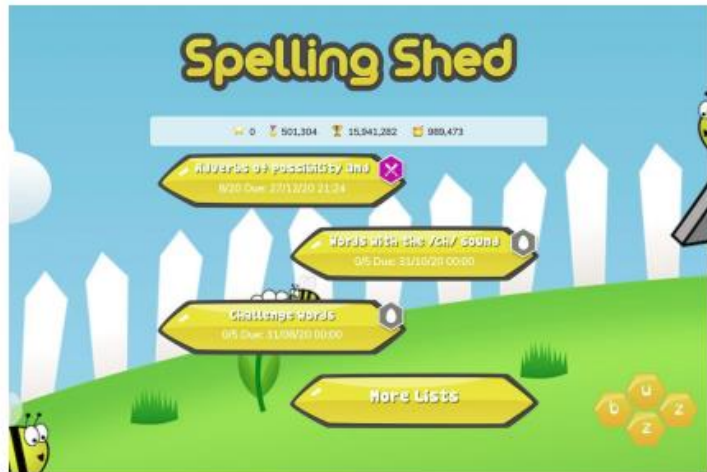 Spelling Shed
0 501,304 15,941,282 989,473
Adverbs of possibility and
8/20 Due: 27/12/20 21:24
Words with the /ch/ sound
0/5 Due: 31/10/20 00:00
Challenge Words
0/5 Due: 31/08/20 00:00
More Lists
b u z z